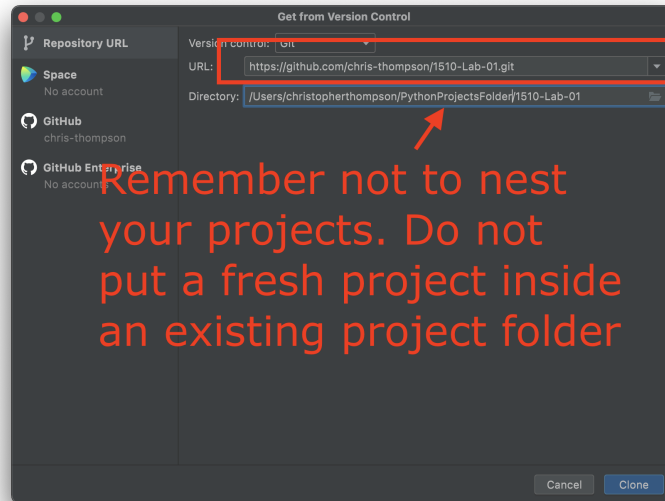 Get from Version Control
Repository URL
Space
No account
GitHub
chris-thompson
GitHub Enterprise
No accounts
Version control: Git
URL: https://github.com/chris-thompson/1510-Lab-01.git
Directory: /Users/christopherthompson/PythonProjectsFolder/1510-Lab-01
Remember not to nest
your projects. Do not
put a fresh project inside
an existing project folder
Cancel Clone